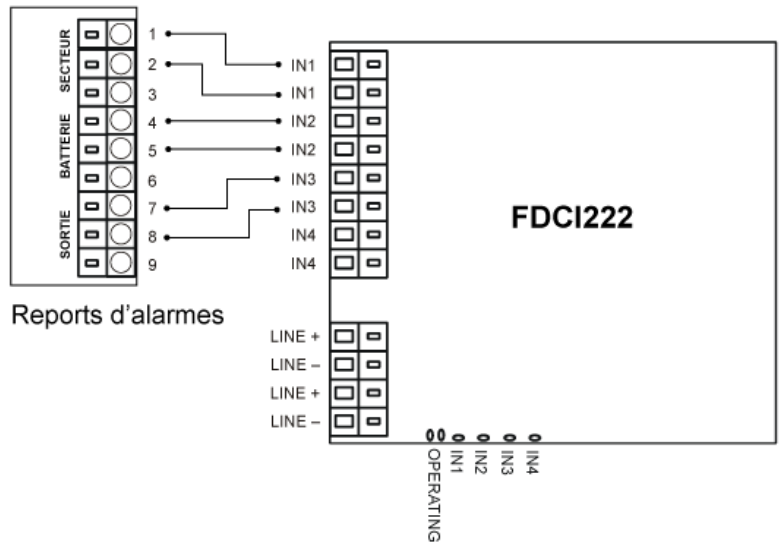 SECTEUR
BATTERIE
SORTIE
1
2
3
4
5
6
7
8
9
Reports d'alarmes
IN1
IN1
IN2
IN2
IN3
IN3
IN4
IN4
FDCI222
LINE +
LINE –
LINE +
LINE –
OPERATING
IN1
IN2
IN3
IN4